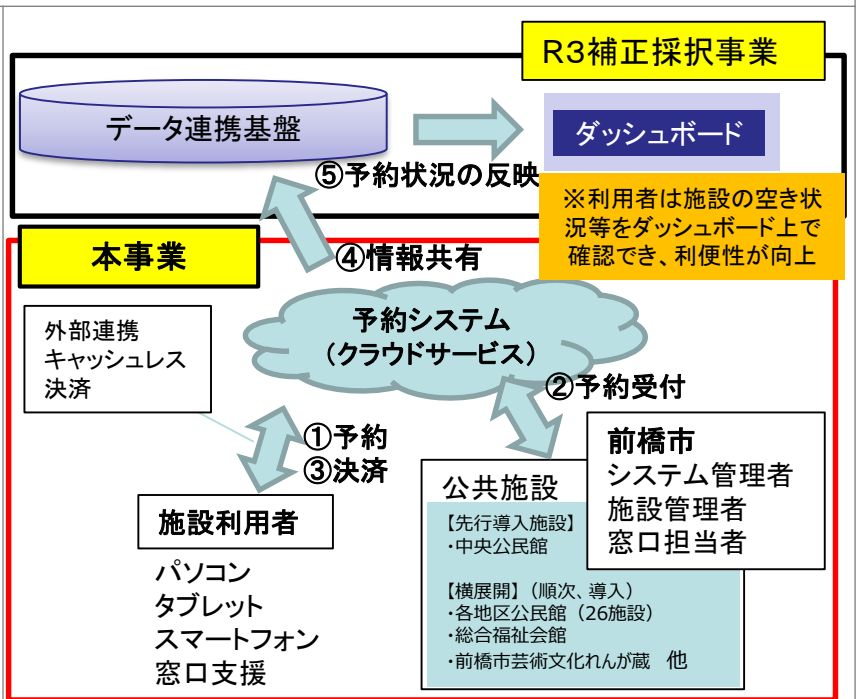 R3補正採択事業
データ連携基盤
ダッシュボード
⑤予約状況の反映
※利用者は施設の空き状
況等をダッシュボード上で
確認でき、利便性が向上
本事業
④情報共有
外部連携
キャッシュレス
決済
予約システム
（クラウドサービス）
②予約受付
①予約
③決済
前橋市
システム管理者
施設管理者
窓口担当者
公共施設
【先行導入施設】
・中央公民館
【横展開】（順次、導入）
・各地区公民館（26施設）
・総合福祉会館
・前橋市芸術文化れんが蔵　他
施設利用者
パソコン
タブレット
スマートフォン
窓口支援